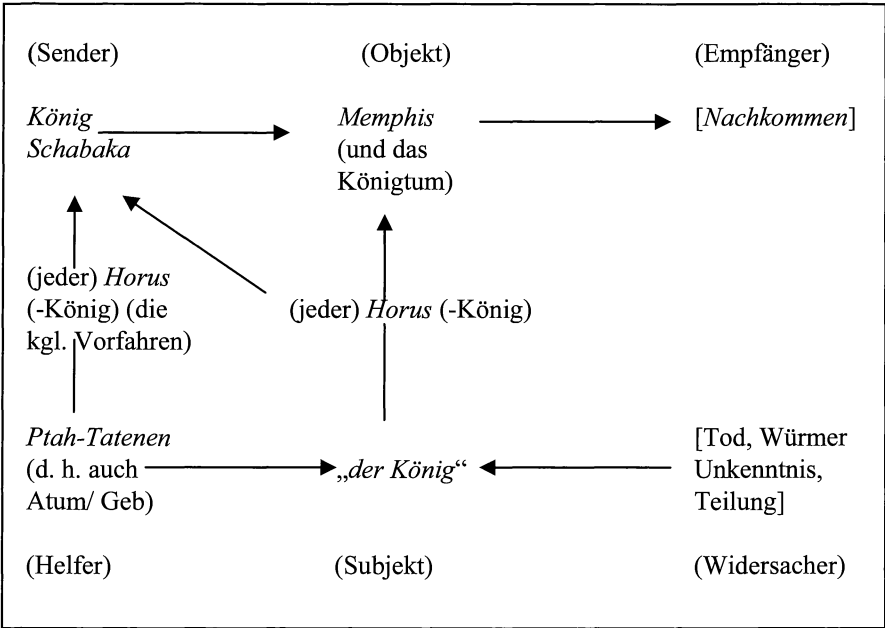 (Sender) (Objekt) (Empfänger)
König
Schabaka
Memphis
(und das
Königtum)
[Nachkommen]
(jeder) Horus
(-König) (die
kgl. Vorfahren)
(jeder) Horus (-König)
Ptah-Tatenen
(d. h. auch
Atum/ Geb)
„der König“
[Tod, Würmer
Unkenntnis,
Teilung]
(Helfer) (Subjekt) (Widersacher)